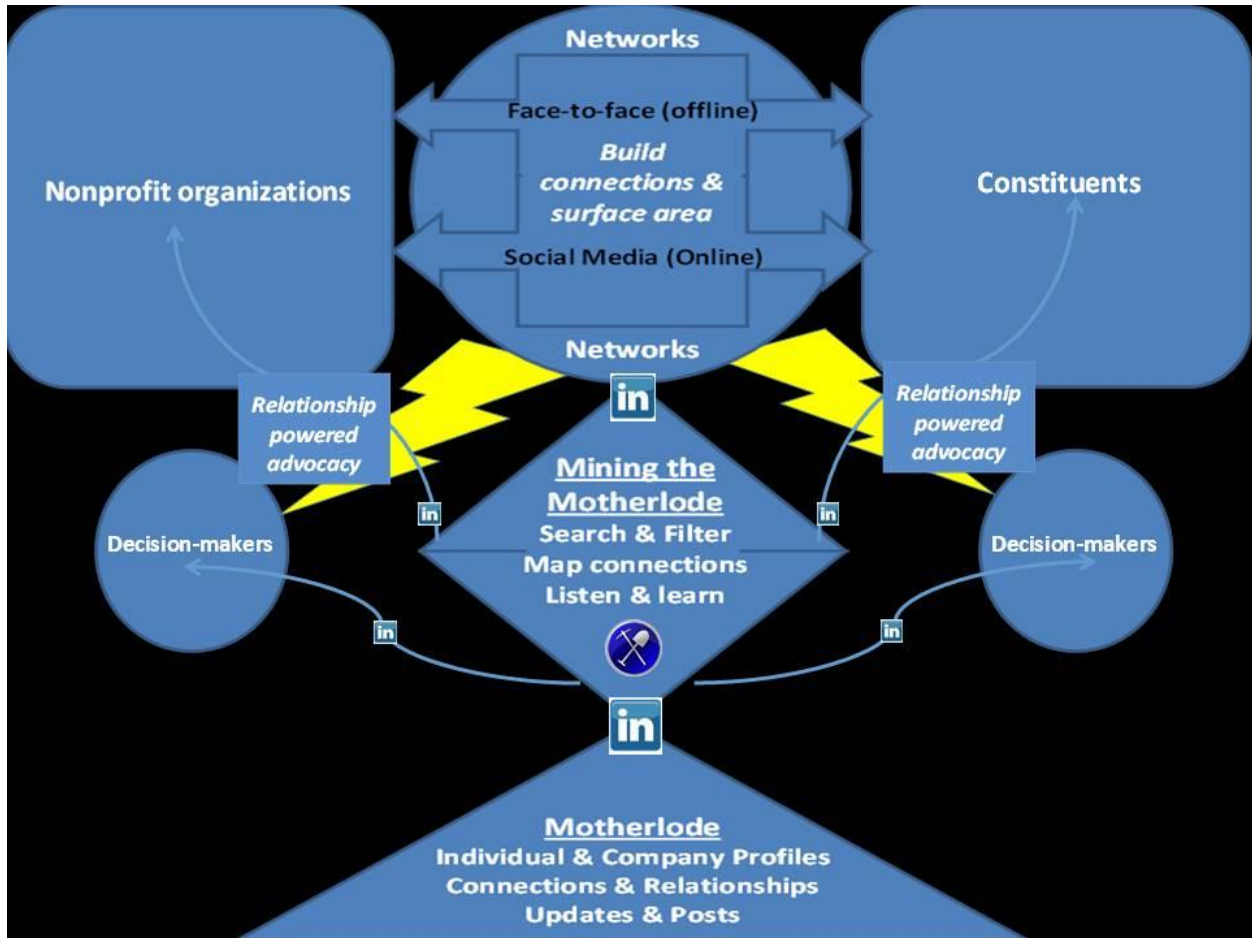 Networks
Face-to-face (offline)
Build
connections &
surface area
Social Media (Online)
Networks
Nonprofit organizations
Constituents
Relationship
powered
advocacy
Relationship
powered
advocacy
in
Decision-makers
Decision-makers
in
in
in
in
Mining the
Motherlode
Search & Filter
Map connections
Listen & learn
in
Motherlode
Individual & Company Profiles
Connections & Relationships
Updates & Posts